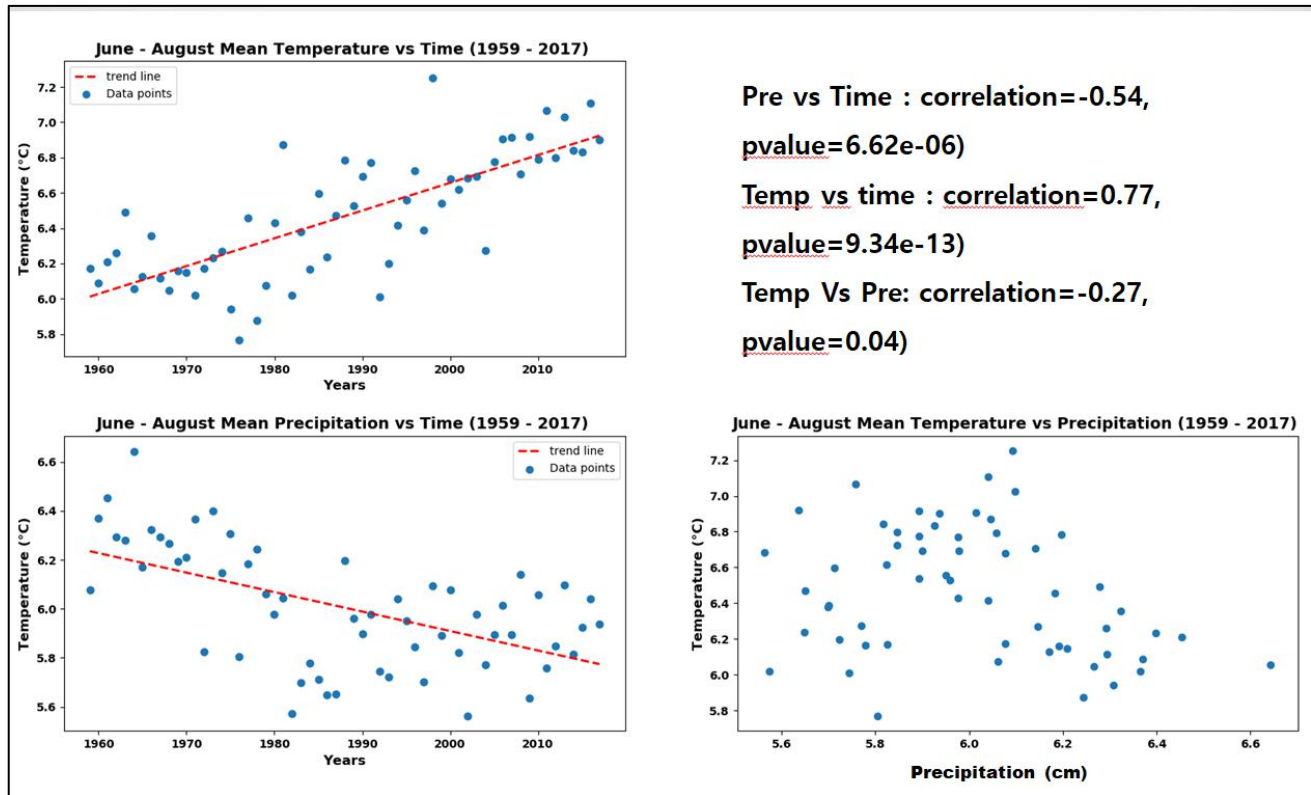 June - August Mean Temperature vs Time (1959 - 2017)
trend line
Data points
7.2
7.0
6.8
6.6
6.4
6.2
6.0
5.8
Temperature (°C)
1960 1970 1980 1990 2000 2010
Years
Pre vs Time : correlation=-0.54,
pvalue=6.62e-06)
Temp vs time : correlation=0.77,
pvalue=9.34e-13)
Temp Vs Pre: correlation=-0.27,
pvalue=0.04)
June - August Mean Precipitation vs Time (1959 - 2017)
trend line
Data points
6.6
6.4
6.2
6.0
5.8
5.6
Temperature (°C)
1960 1970 1980 1990 2000 2010
Years
June - August Mean Temperature vs Precipitation (1959 - 2017)
7.2
7.0
6.8
6.6
6.4
6.2
6.0
5.8
Temperature (°C)
5.6 5.8 6.0 6.2 6.4 6.6
Precipitation (cm)